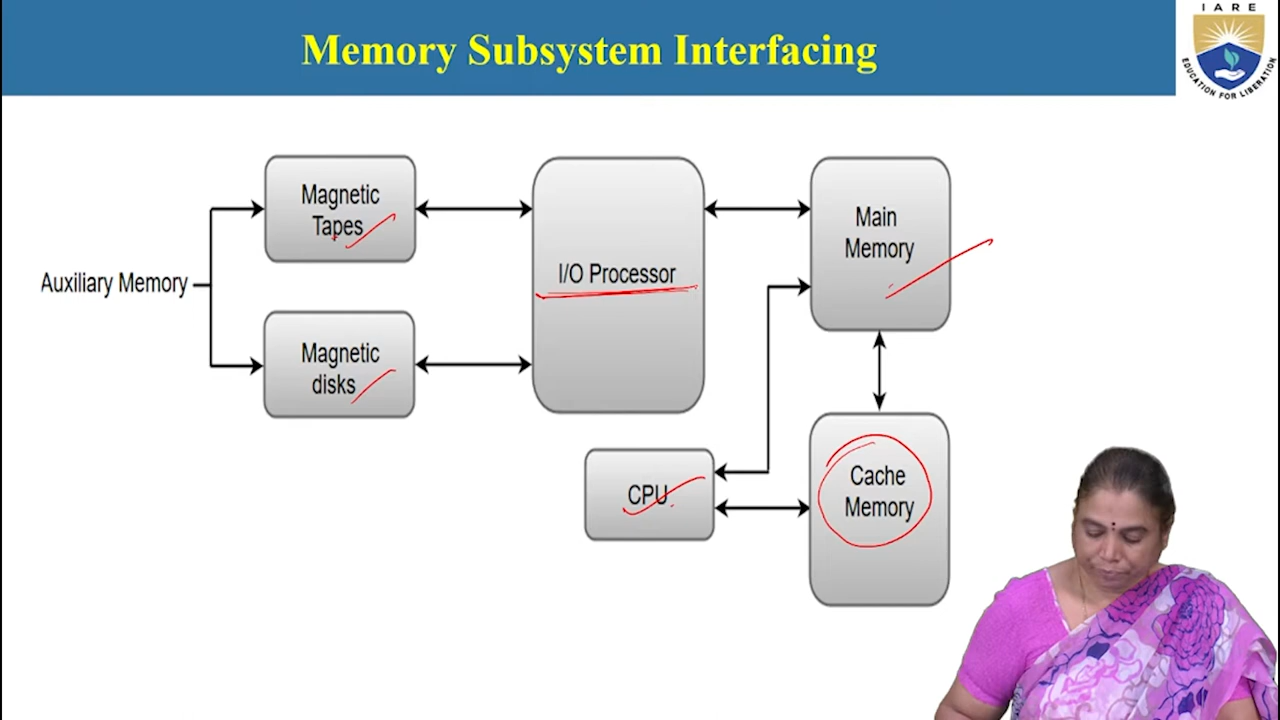 Memory Subsystem Interfacing
IARE
EDUCATION FOR LIBERATION
Magnetic
Tapes
Auxiliary Memory
Magnetic
disks
I/O Processor
Main
Memory
CPU
Cache
Memory